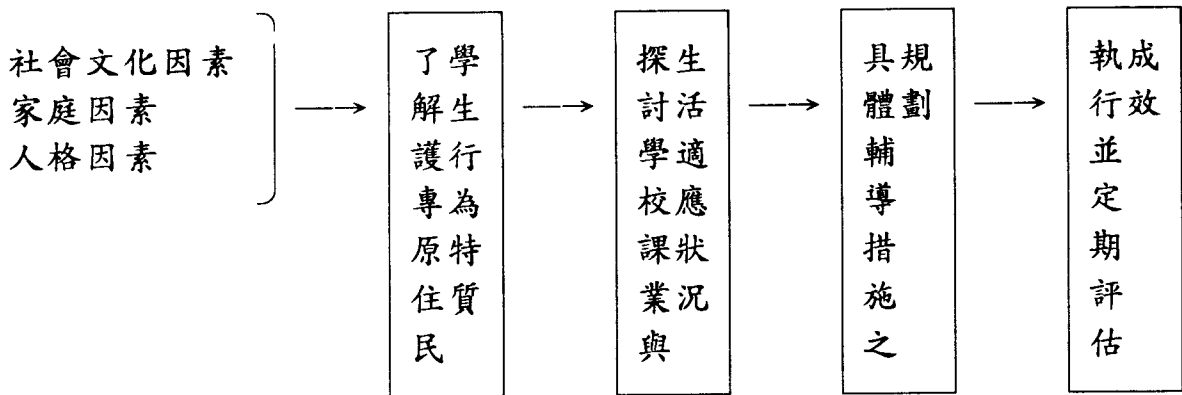 社會文化因素
家庭因素
人格因素
了解護專原住民
學生行為特質
探討學校課業與
生活適應狀況
具體輔導措施之
規劃
執行並定期評估
成效